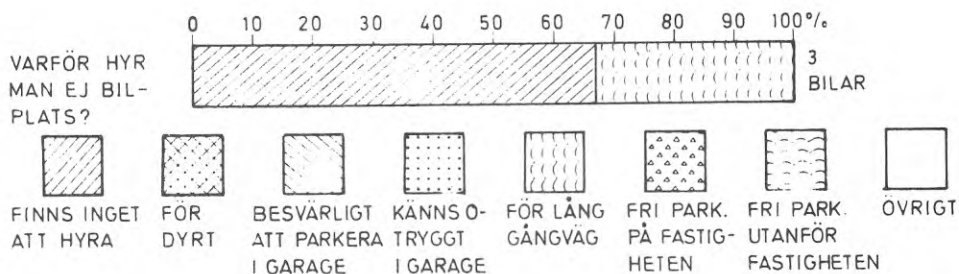 0 10 20 30 40 50 60 70 80 90 100%
VARFÖR HYR
MAN EJ BIL-
PLATS?
3
BILAR
FINNS INGET
ATT HYRA
FÖR
DYRT
BESVÄRLIGT
ATT PARKERA
I GARAGE
KÄNNS O-
TRYGGT
I GARAGE
FÖR LÅNG
GÅNGVÄG
FRI PARK.
PÅ FASTIG-
HETEN
FRI PARK.
UTANFÖR
FASTIGHETEN
ÖVRIGT